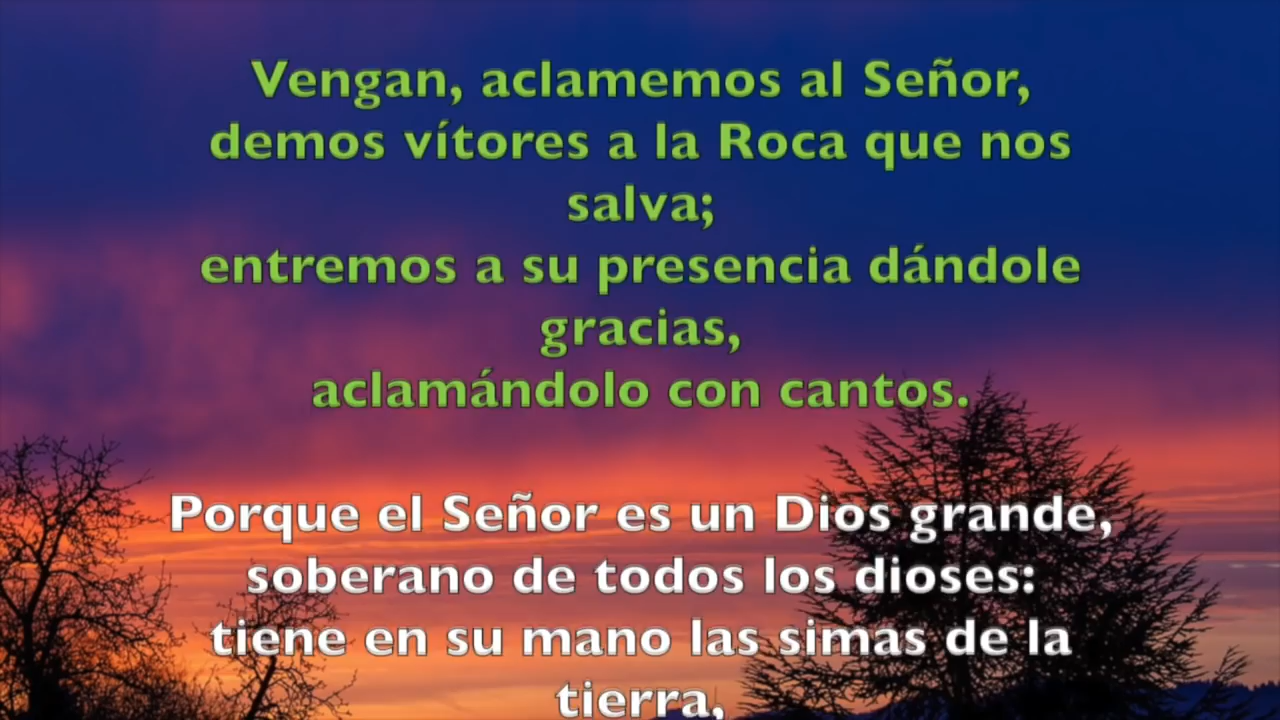 Vengan, aclamemos al Señor,
demos vítores a la Roca que nos
salva;
entremos a su presencia dándole
gracias,
aclamándolo con cantos.
Porque el Señor es un Dios grande,
soberano de todos los dioses:
tiene en su mano las simas de la
tierra,